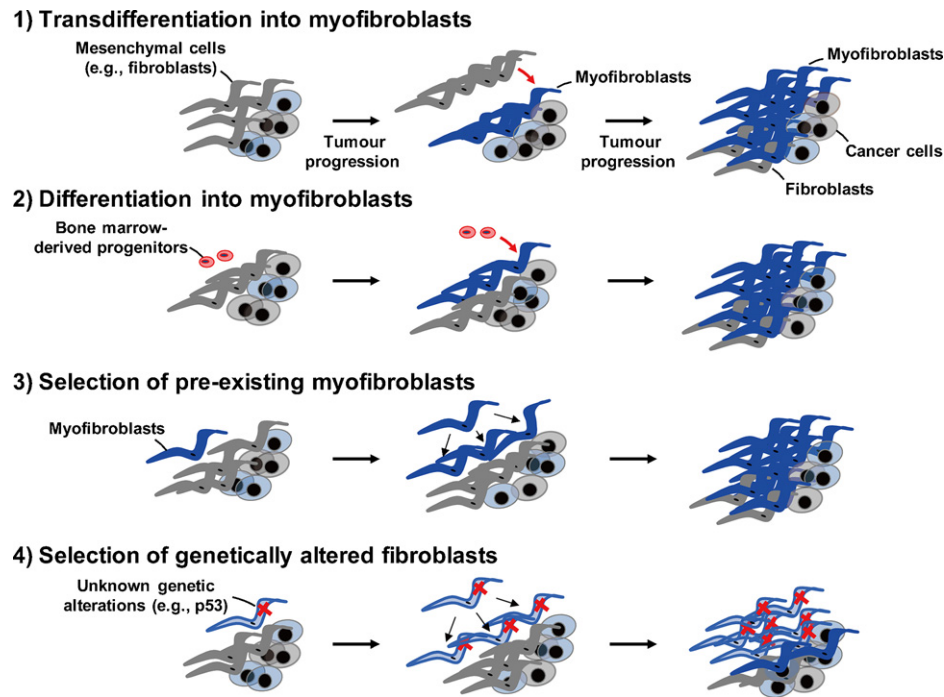 1) Transdifferentiation into myofibroblasts
Mesenchymal cells
(e.g., fibroblasts)
Myofibroblasts
Myofibroblasts
Tumour
progression
Tumour
progression
Cancer cells
Fibroblasts
2) Differentiation into myofibroblasts
Bone marrow-
derived progenitors
3) Selection of pre-existing myofibroblasts
Myofibroblasts
4) Selection of genetically altered fibroblasts
Unknown genetic
alterations (e.g., p53)